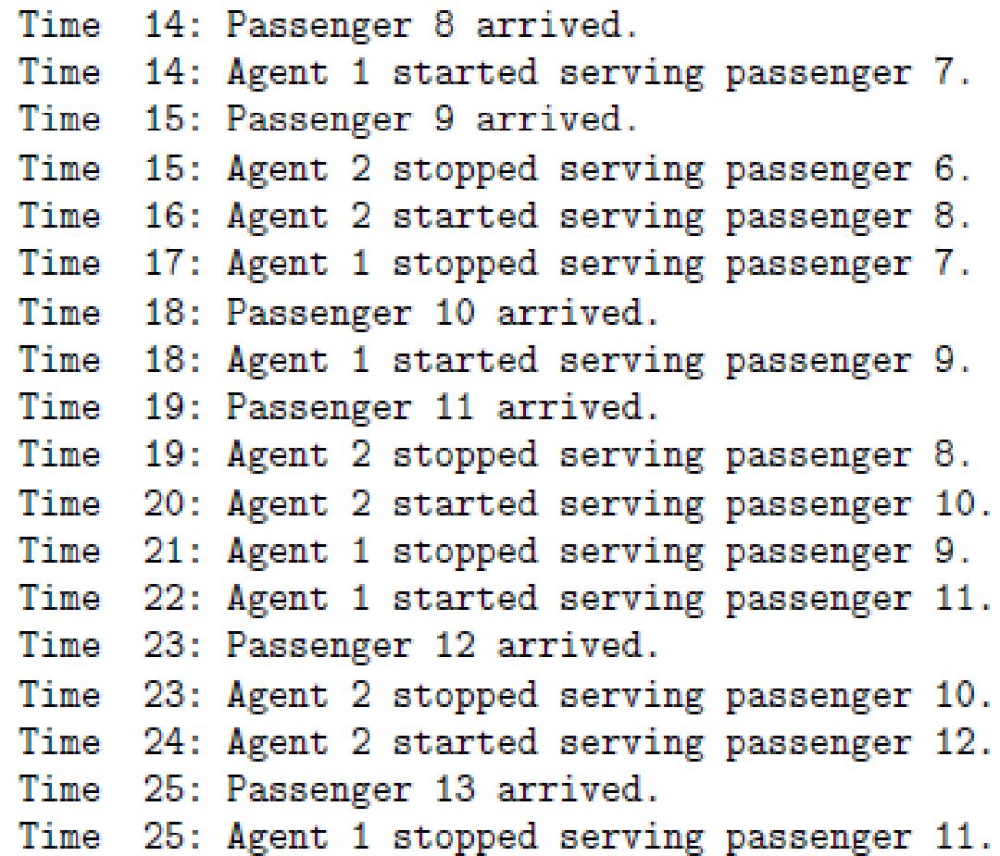 Time  14: Passenger 8 arrived.
Time  14: Agent 1 started serving passenger 7.
Time  15: Passenger 9 arrived.
Time  15: Agent 2 stopped serving passenger 6.
Time  16: Agent 2 started serving passenger 8.
Time  17: Agent 1 stopped serving passenger 7.
Time  18: Passenger 10 arrived.
Time  18: Agent 1 started serving passenger 9.
Time  19: Passenger 11 arrived.
Time  19: Agent 2 stopped serving passenger 8.
Time  20: Agent 2 started serving passenger 10.
Time  21: Agent 1 stopped serving passenger 9.
Time  22: Agent 1 started serving passenger 11.
Time  23: Passenger 12 arrived.
Time  23: Agent 2 stopped serving passenger 10.
Time  24: Agent 2 started serving passenger 12.
Time  25: Passenger 13 arrived.
Time  25: Agent 1 stopped serving passenger 11.